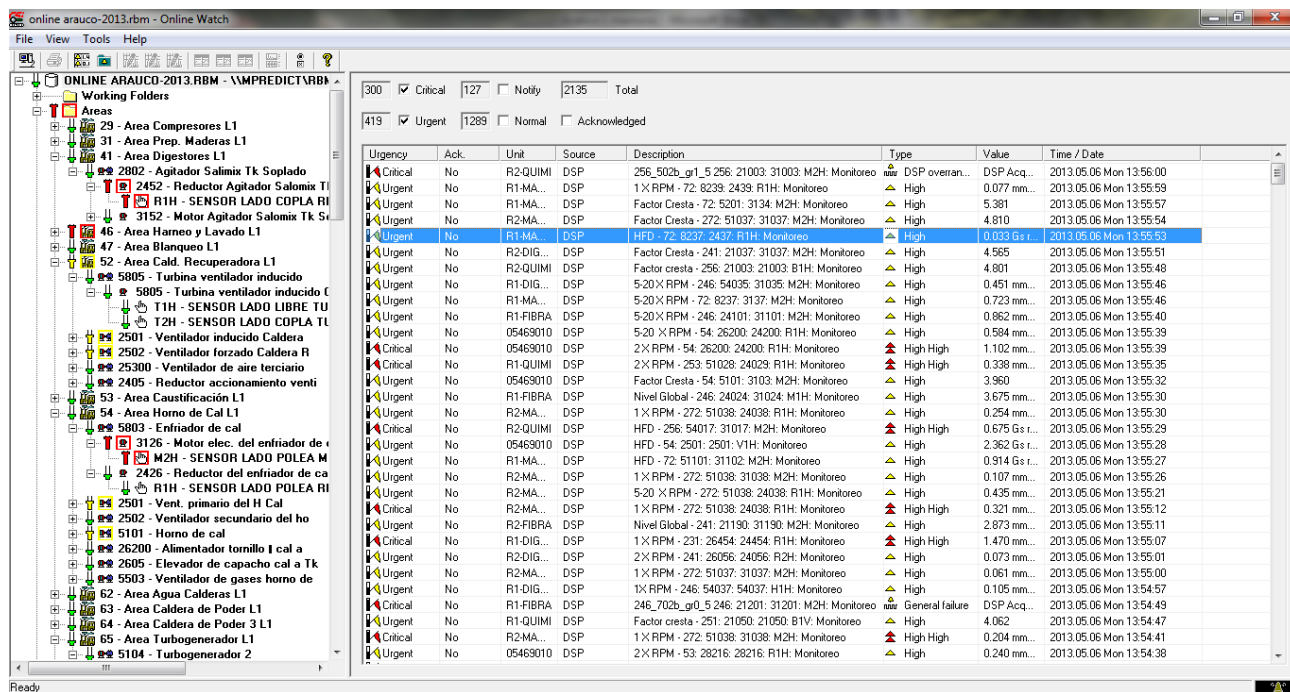 online arauco-2013.rbm - Online Watch
File View Tools Help
ONLINE ARAUCO-2013.RBM - \\MPREDICT\RBM
Working Folders
Areas
29 - Area Compresores L1
31 - Area Prep. Maderas L1
41 - Area Digestores L1
2802 - Agitador Salimix Tk Soplado
2452 - Reductor Agitador Salomix Tl
R1H - SENSOR LADO COPLA RI
3152 - Motor Agitador Salomix Tk So
46 - Area Harneo y Lavado L1
47 - Area Blanqueo L1
52 - Area Cald. Recuperadora L1
5805 - Turbina ventilador inducido
5805 - Turbina ventilador inducido C
T1H - SENSOR LADO LIBRE TU
T2H - SENSOR LADO COPLA TU
2501 - Ventilador inducido Caldera
2502 - Ventilador forzado Caldera R
25300 - Ventilador de aire terciario
2405 - Reductor accionamiento venti
53 - Area Caustificación L1
54 - Area Horno de Cal L1
5803 - Enfriador de cal
3126 - Motor elec. del enfriador de c
M2H - SENSOR LADO POLEA M
2426 - Reductor del enfriador de ca
R1H - SENSOR LADO POLEA RI
2501 - Vent. primario del H Cal
2502 - Ventilador secundario del ho
5101 - Horno de cal
26200 - Alimentador tornillo I cal a
2605 - Elevador de capacho cal a Tk
5503 - Ventilador de gases horno de
62 - Area Agua Calderas L1
63 - Area Caldera de Poder L1
64 - Area Caldera de Poder 3 L1
65 - Area Turbogenerador L1
5104 - Turbogenerador 2
300 Critical 127 Notify 2135 Total
419 Urgent 1289 Normal Acknowledged
Urgency Ack. Unit Source Description Type Value Time / Date
Critical No R2-QUIMI DSP 256_502b_gr1_5 256: 21003: 31003: M2H: Monitoreo DSP overran... DSP Acq... 2013.05.06 Mon 13:56:00
Urgent No R1-MA... DSP 1 X RPM - 72: 8239: 2439: R1H: Monitoreo High 0.077 mm... 2013.05.06 Mon 13:55:59
Urgent No R1-MA... DSP Factor Cresta - 72: 5201: 3134: M2H: Monitoreo High 5.381 2013.05.06 Mon 13:55:57
Urgent No R2-MA... DSP Factor Cresta - 272: 51037: 31037: M2H: Monitoreo High 4.810 2013.05.06 Mon 13:55:54
Urgent No R1-MA... DSP HFD - 72: 8237: 2437: R1H: Monitoreo High 0.033 Gs r... 2013.05.06 Mon 13:55:53
Urgent No R2-DIG... DSP Factor Cresta - 241: 21037: 31037: M2H: Monitoreo High 4.565 2013.05.06 Mon 13:55:51
Urgent No R2-QUIMI DSP Factor cresta - 256: 21003: 21003: B1H: Monitoreo High 4.801 2013.05.06 Mon 13:55:48
Urgent No R1-DIG... DSP 5-20 X RPM - 246: 54035: 31035: M2H: Monitoreo High 0.451 mm... 2013.05.06 Mon 13:55:46
Urgent No R1-MA... DSP 5-20 X RPM - 72: 8237: 3137: M2H: Monitoreo High 0.723 mm... 2013.05.06 Mon 13:55:46
Urgent No R1-FIBRA DSP 5-20 X RPM - 246: 24101: 31101: M2H: Monitoreo High 0.862 mm... 2013.05.06 Mon 13:55:40
Urgent No 05469010 DSP 5-20 X RPM - 54: 26200: 24200: R1H: Monitoreo High 0.584 mm... 2013.05.06 Mon 13:55:39
Critical No 05469010 DSP 2 X RPM - 54: 26200: 24200: R1H: Monitoreo High High 1.102 mm... 2013.05.06 Mon 13:55:39
Critical No R1-QUIMI DSP 2 X RPM - 253: 51028: 24029: R1H: Monitoreo High High 0.338 mm... 2013.05.06 Mon 13:55:35
Urgent No 05469010 DSP Factor Cresta - 54: 5101: 3103: M2H: Monitoreo High 3.960 2013.05.06 Mon 13:55:32
Urgent No R1-FIBRA DSP Nivel Global - 246: 24024: 31024: M1H: Monitoreo High 3.675 mm... 2013.05.06 Mon 13:55:30
Urgent No R2-MA... DSP 1 X RPM - 272: 51038: 24038: R1H: Monitoreo High 0.254 mm... 2013.05.06 Mon 13:55:30
Critical No R2-QUIMI DSP HFD - 256: 54017: 31017: M2H: Monitoreo High High 0.675 Gs r... 2013.05.06 Mon 13:55:29
Urgent No 05469010 DSP HFD - 54: 2501: 2501: V1H: Monitoreo High 2.362 Gs r... 2013.05.06 Mon 13:55:28
Urgent No R1-MA... DSP HFD - 72: 51101: 31102: M2H: Monitoreo High 0.914 Gs r... 2013.05.06 Mon 13:55:27
Urgent No R2-MA... DSP 1 X RPM - 272: 51038: 31038: M2H: Monitoreo High 0.107 mm... 2013.05.06 Mon 13:55:26
Urgent No R2-MA... DSP 5-20 X RPM - 272: 51038: 24038: R1H: Monitoreo High 0.435 mm... 2013.05.06 Mon 13:55:21
Critical No R2-MA... DSP 1 X RPM - 272: 51038: 24038: R1H: Monitoreo High High 0.321 mm... 2013.05.06 Mon 13:55:12
Urgent No R2-FIBRA DSP Nivel Global - 241: 21190: 31190: M2H: Monitoreo High 2.873 mm... 2013.05.06 Mon 13:55:11
Critical No R1-DIG... DSP 1 X RPM - 231: 26454: 24454: R1H: Monitoreo High High 1.470 mm... 2013.05.06 Mon 13:55:07
Urgent No R2-DIG... DSP 2 X RPM - 241: 26056: 24056: R2H: Monitoreo High 0.073 mm... 2013.05.06 Mon 13:55:01
Urgent No R2-MA... DSP 1 X RPM - 272: 51037: 31037: M2H: Monitoreo High 0.061 mm... 2013.05.06 Mon 13:55:00
Urgent No R1-DIG... DSP 1X RPM - 246: 54037: 54037: H1H: Monitoreo High 0.105 mm... 2013.05.06 Mon 13:54:57
Critical No R1-FIBRA DSP 246_702b_gr0_5 246: 21201: 31201: M2H: Monitoreo General failure DSP Acq... 2013.05.06 Mon 13:54:49
Urgent No R1-QUIMI DSP Factor cresta - 251: 21050: 21050: B1V: Monitoreo High 4.062 2013.05.06 Mon 13:54:47
Critical No R2-MA... DSP 1 X RPM - 272: 51038: 31038: M2H: Monitoreo High High 0.204 mm... 2013.05.06 Mon 13:54:41
Urgent No 05469010 DSP 2 X RPM - 53: 28216: 28216: R1H: Monitoreo High 0.240 mm... 2013.05.06 Mon 13:54:38
Ready